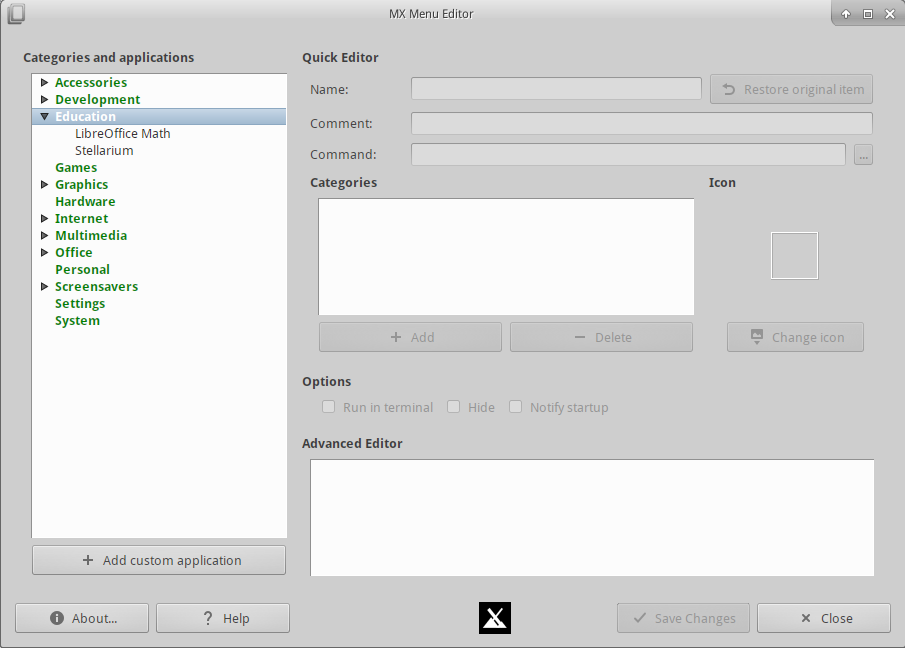 MX Menu Editor
Categories and applications
Accessories
Development
Education
LibreOffice Math
Stellarium
Games
Graphics
Hardware
Internet
Multimedia
Office
Personal
Screensavers
Settings
System
+ Add custom application
Quick Editor
Name:
Restore original item
Comment:
Command:
...
Categories
Icon
+ Add
− Delete
Change icon
Options
Run in terminal
Hide
Notify startup
Advanced Editor
About...
? Help
Save Changes
Close